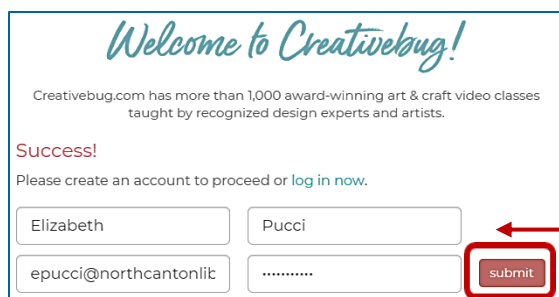 Welcome to Creativebug!
Creativebug.com has more than 1,000 award-winning art & craft video classes
taught by recognized design experts and artists.
Success!
Please create an account to proceed or log in now.
Elizabeth Pucci
epucci@northcantonlib ··········· submit